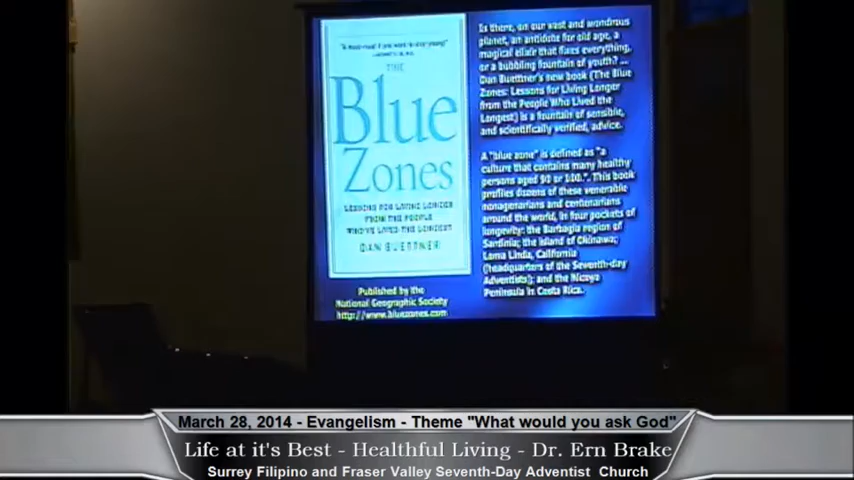 "A must-read if you want to stay young!"
THE
Blue
Zones
LESSONS FOR LIVING LONGER
FROM THE PEOPLE
WHO'VE LIVED THE LONGEST
DAN BUETTNER
Published by the
National Geographic Society
http://www.bluezones.com
Is there, on our vast and wondrous
planet, an antidote for old age, a
magical elixir that fixes everything,
or a bubbling fountain of youth? ...
Dan Buettner's new book (The Blue
Zones: Lessons for Living Longer
from the People Who Lived the
Longest) is a fountain of sensible,
and scientifically verified, advice.
A "blue zone" is defined as "a
culture that contains many healthy
persons aged 90 or 100.". This book
profiles dozens of these venerable
nonagenarians and centenarians
around the world, in four pockets of
longevity: the Barbagia region of
Sardinia; the island of Okinawa;
Loma Linda, California
(headquarters of the Seventh-day
Adventists); and the Nicoya
Peninsula in Costa Rica.
March 28, 2014 - Evangelism - Theme "What would you ask God"
Life at it's Best - Healthful Living - Dr. Ern Brake
Surrey Filipino and Fraser Valley Seventh-Day Adventist Church